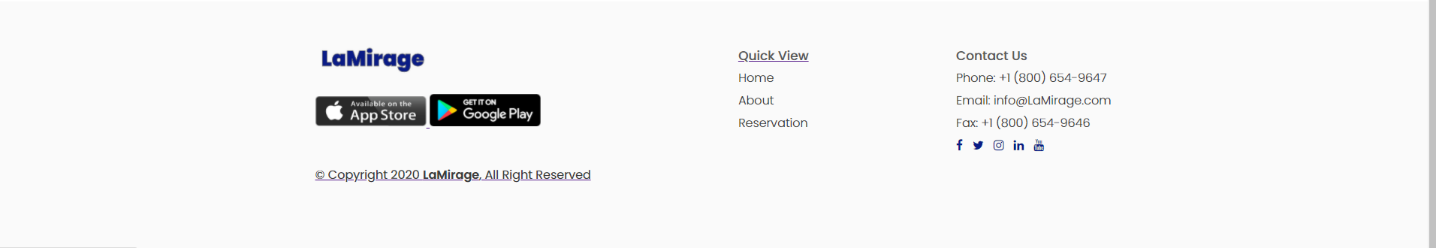 LaMirage
Available on the
App Store
GET IT ON
Google Play
© Copyright 2020 LaMirage, All Right Reserved
Quick View
Home
About
Reservation
Contact Us
Phone: +1 (800) 654-9647
Email: info@LaMirage.com
Fax: +1 (800) 654-9646